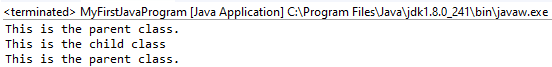 <terminated> MyFirstJavaProgram [Java Application] C:\Program Files\Java\jdk1.8.0_241\bin\javaw.exe
This is the parent class.
This is the child class
This is the parent class.